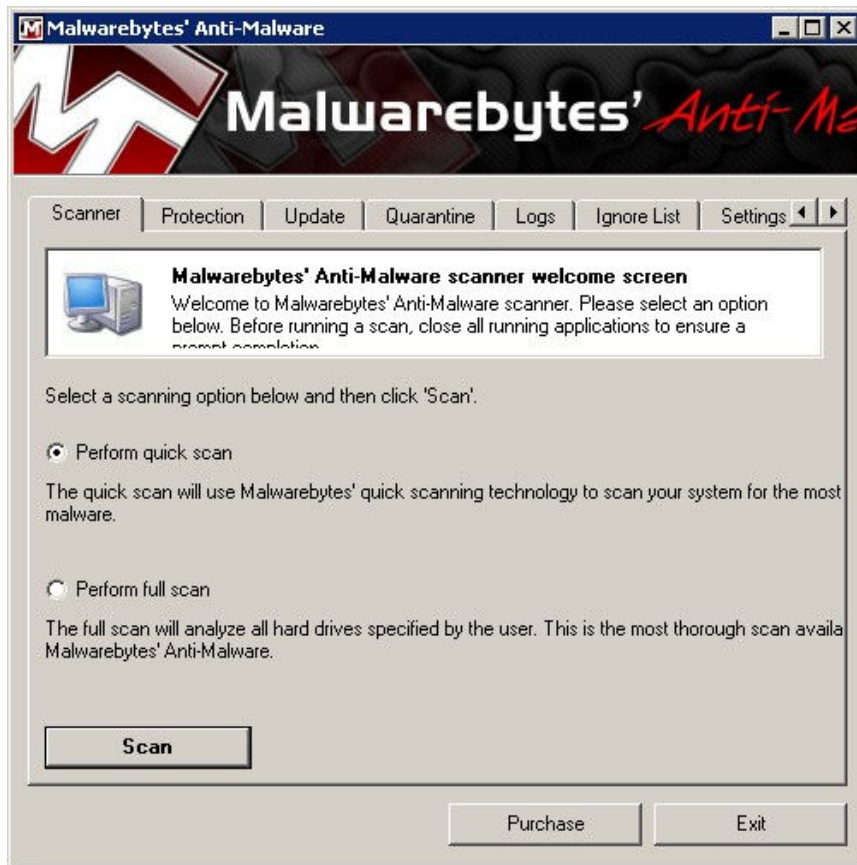 Malwarebytes' Anti-Malware
Malwarebytes' Anti-Ma
Scanner Protection Update Quarantine Logs Ignore List Settings
Malwarebytes' Anti-Malware scanner welcome screen
Welcome to Malwarebytes' Anti-Malware scanner. Please select an option
below. Before running a scan, close all running applications to ensure a
prompt completion
Select a scanning option below and then click 'Scan'.
Perform quick scan
The quick scan will use Malwarebytes' quick scanning technology to scan your system for the most
malware.
Perform full scan
The full scan will analyze all hard drives specified by the user. This is the most thorough scan availa
Malwarebytes' Anti-Malware.
Scan
Purchase Exit